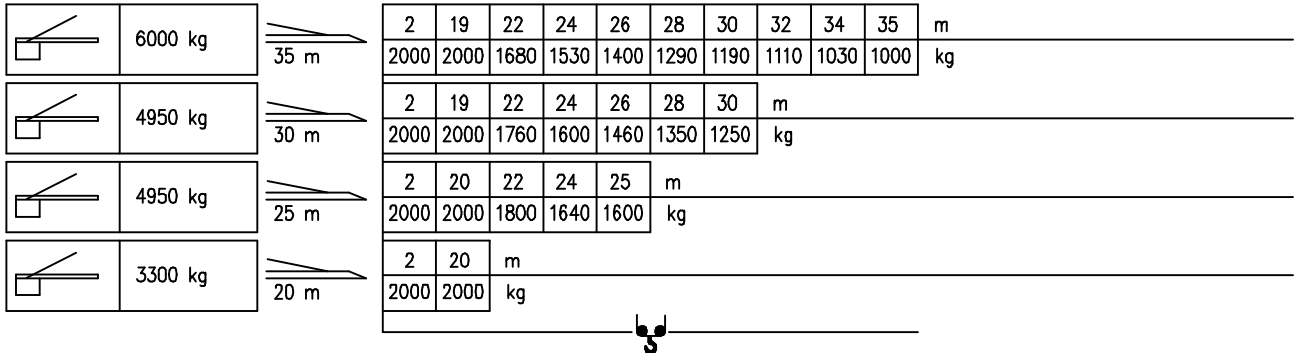 2 19 22 24 26 28 30 32 34 35 m
6000 kg
35 m
2000 2000 1680 1530 1400 1290 1190 1110 1030 1000 kg
2 19 22 24 26 28 30 m
4950 kg
30 m
2000 2000 1760 1600 1460 1350 1250 kg
2 20 22 24 25 m
4950 kg
25 m
2000 2000 1800 1640 1600 kg
2 20 m
3300 kg
20 m
2000 2000 kg